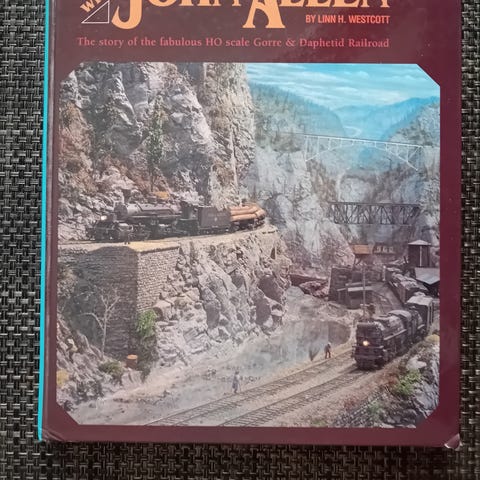 JOHN ALLEN
BY LINN H. WESTCOTT
The story of the fabulous HO scale Gorre & Daphetid Railroad